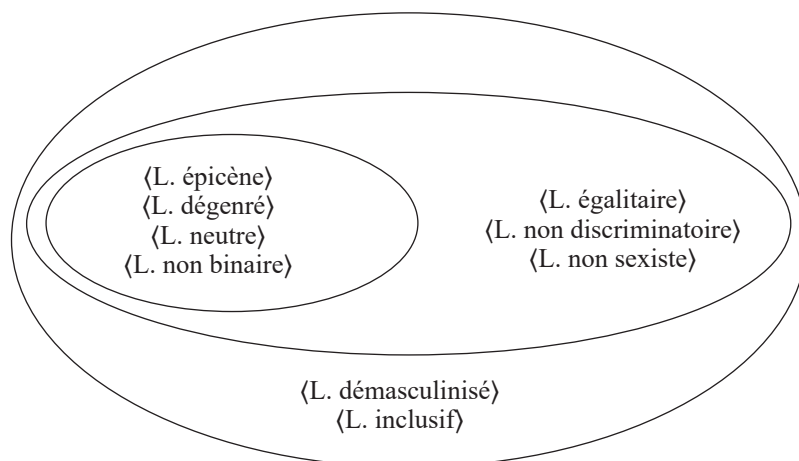 ⟨L. épicène⟩
⟨L. dégenré⟩
⟨L. neutre⟩
⟨L. non binaire⟩
⟨L. égalitaire⟩
⟨L. non discriminatoire⟩
⟨L. non sexiste⟩
⟨L. démasculinisé⟩
⟨L. inclusif⟩